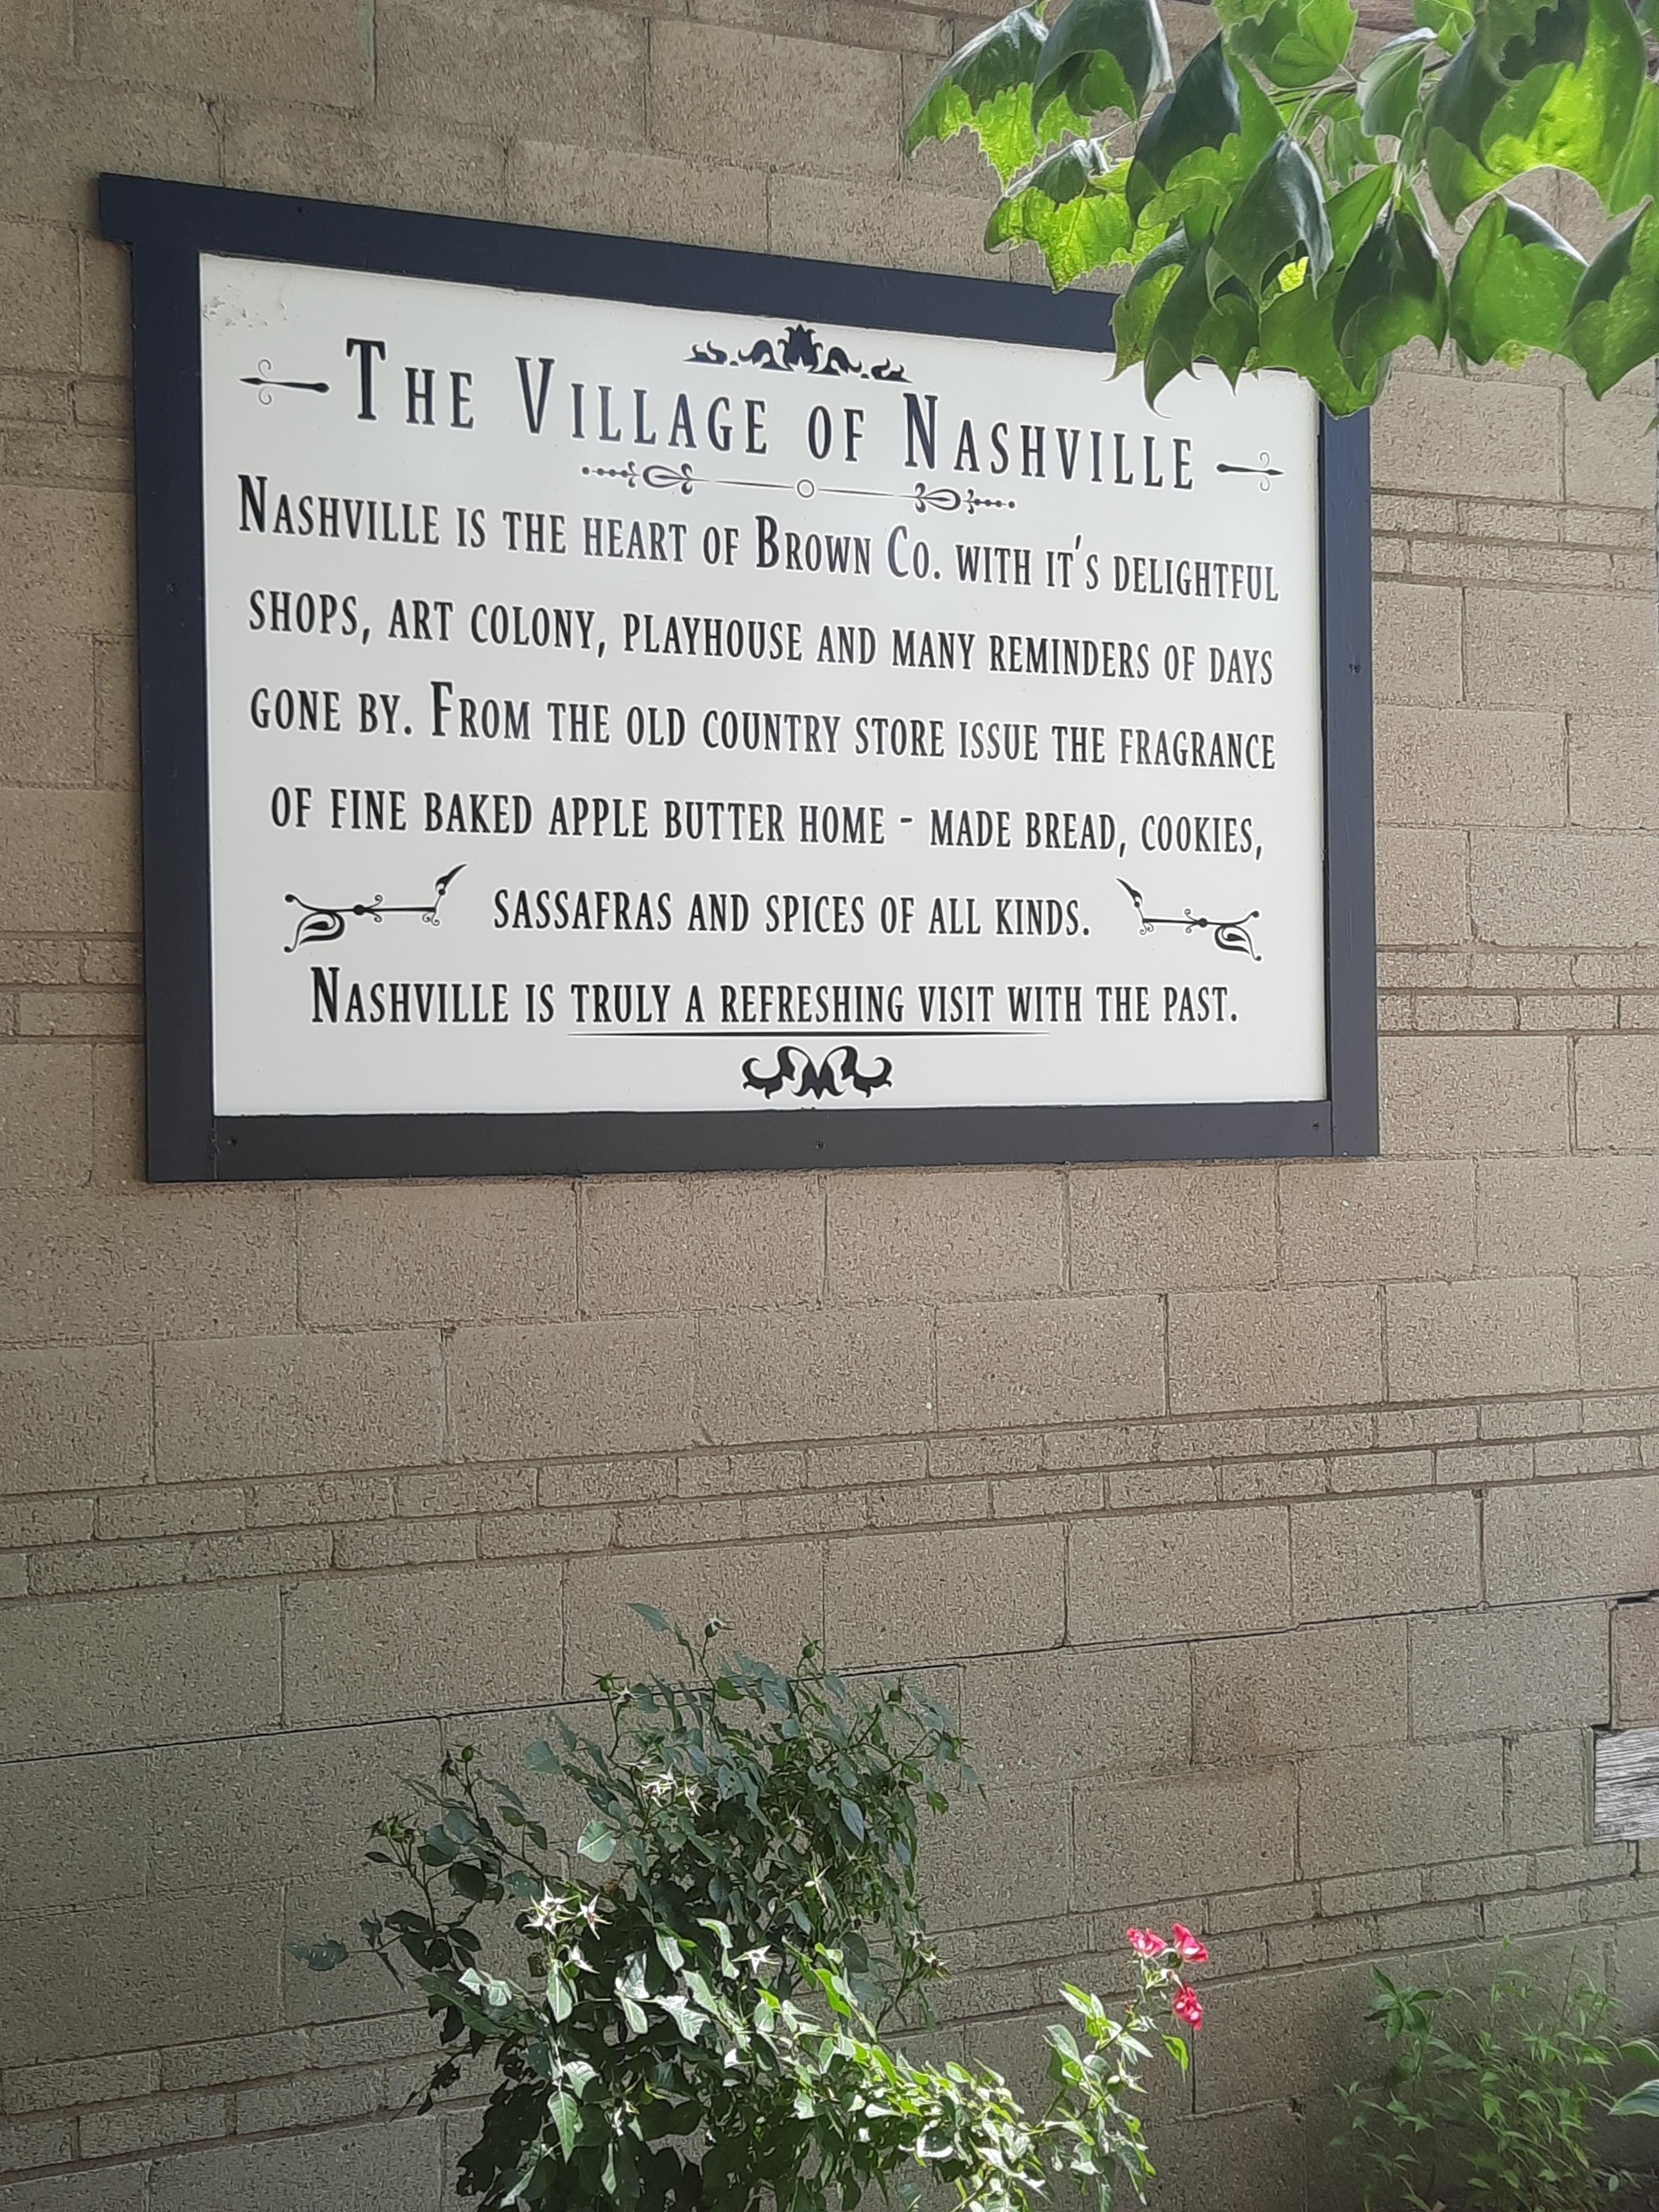 The Village of Nashville
Nashville is the heart of Brown Co. with it's delightful
shops, art colony, playhouse and many reminders of days
gone by. From the old country store issue the fragrance
of fine baked apple butter home - made bread, cookies,
sassafras and spices of all kinds.
Nashville is truly a refreshing visit with the past.